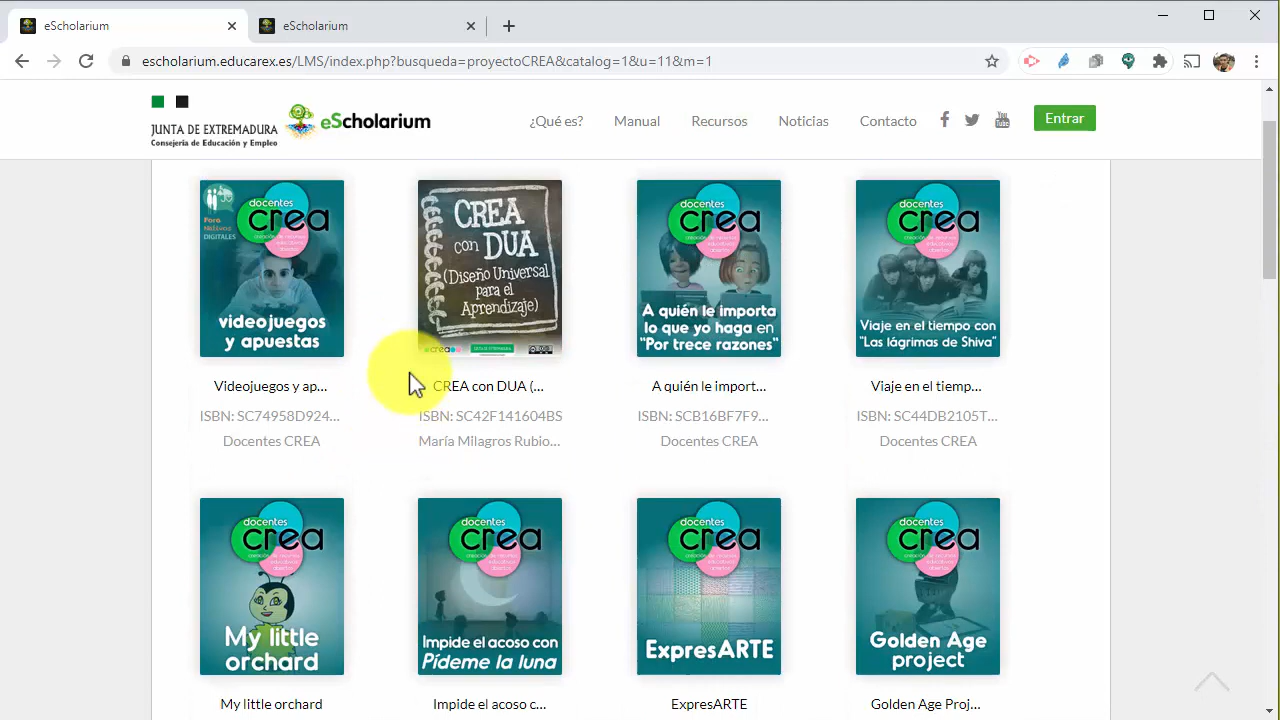 eScholarium
eScholarium
escholarium.educarex.es/LMS/index.php?busqueda=proyectoCREA&catalog=1&u=11&m=1
JUNTA DE EXTREMADURA
Consejería de Educación y Empleo
eScholarium
¿Qué es?
Manual
Recursos
Noticias
Contacto
Entrar
docentes
crea
videojuegos
y apuestas
CREA
con DUA
(Diseño Universal
para el
Aprendizaje)
docentes
crea
A quién le importa
lo que yo haga en
"Por trece razones"
docentes
crea
Viaje en el tiempo con
"Las lágrimas de Shiva"
Videojuegos y ap...
CREA con DUA (...
A quién le import...
Viaje en el tiemp...
ISBN: SC74958D924...
ISBN: SC42F141604BS
ISBN: SCB16BF7F9...
ISBN: SC44DB2105T...
Docentes CREA
María Milagros Rubio...
Docentes CREA
Docentes CREA
docentes
crea
My little
orchard
docentes
crea
Impide el acoso con
Pídeme la luna
docentes
crea
ExpresARTE
docentes
crea
Golden Age
project
My little orchard
Impide el acoso c...
ExpresARTE
Golden Age Proj...